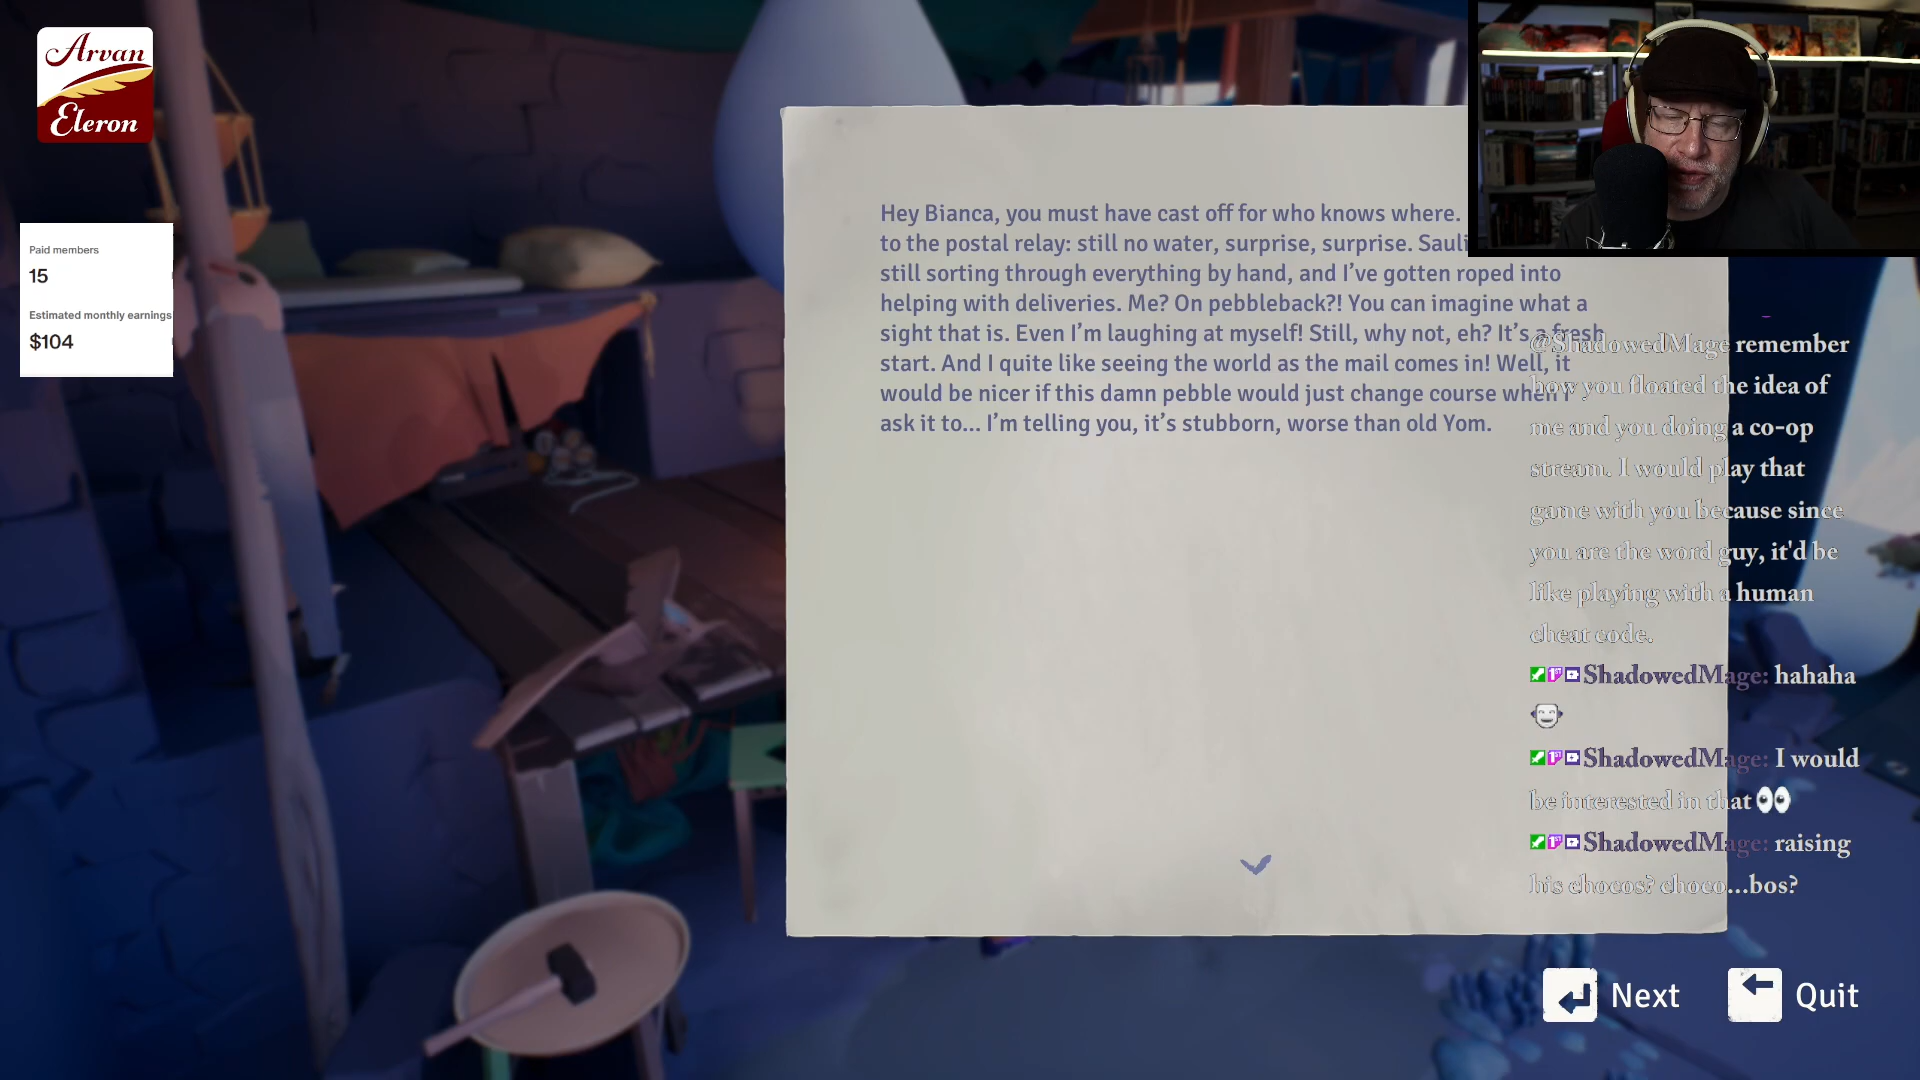 Arvan
Eleron
Paid members
15
Estimated monthly earnings
$104
Hey Bianca, you must have cast off for who knows where.
to the postal relay: still no water, surprise, surprise. Sauli
still sorting through everything by hand, and I’ve gotten roped into
helping with deliveries. Me? On pebbleback?! You can imagine what a
sight that is. Even I’m laughing at myself! Still, why not, eh? It’s a fresh
start. And I quite like seeing the world as the mail comes in! Well, it
would be nicer if this damn pebble would just change course when I
ask it to... I’m telling you, it’s stubborn, worse than old Yom.
@ShadowedMage remember
how you floated the idea of
me and you doing a co-op
stream. I would play that
game with you because since
you are the word guy, it'd be
like playing with a human
cheat code.
ShadowedMage: hahaha
ShadowedMage: I would
be interested in that
ShadowedMage: raising
his chocos? choco...bos?
Next
Quit